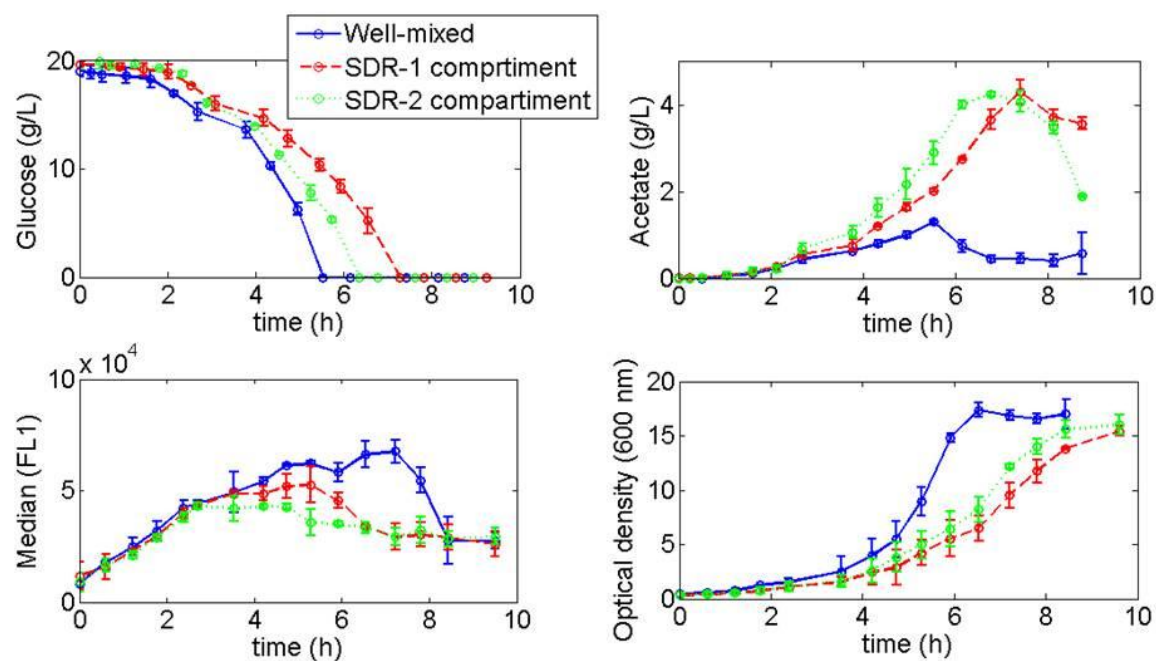 Well-mixed
SDR-1 comprtiment
SDR-2 compartiment
20
10
0
Glucose (g/L)
0 2 4 6 8 10
time (h)
4
2
0
Acetate (g/L)
0 2 4 6 8 10
time (h)
x 10^4
10
5
0
Median (FL1)
0 2 4 6 8 10
time (h)
20
15
10
5
0
Optical density (600 nm)
0 2 4 6 8 10
time (h)